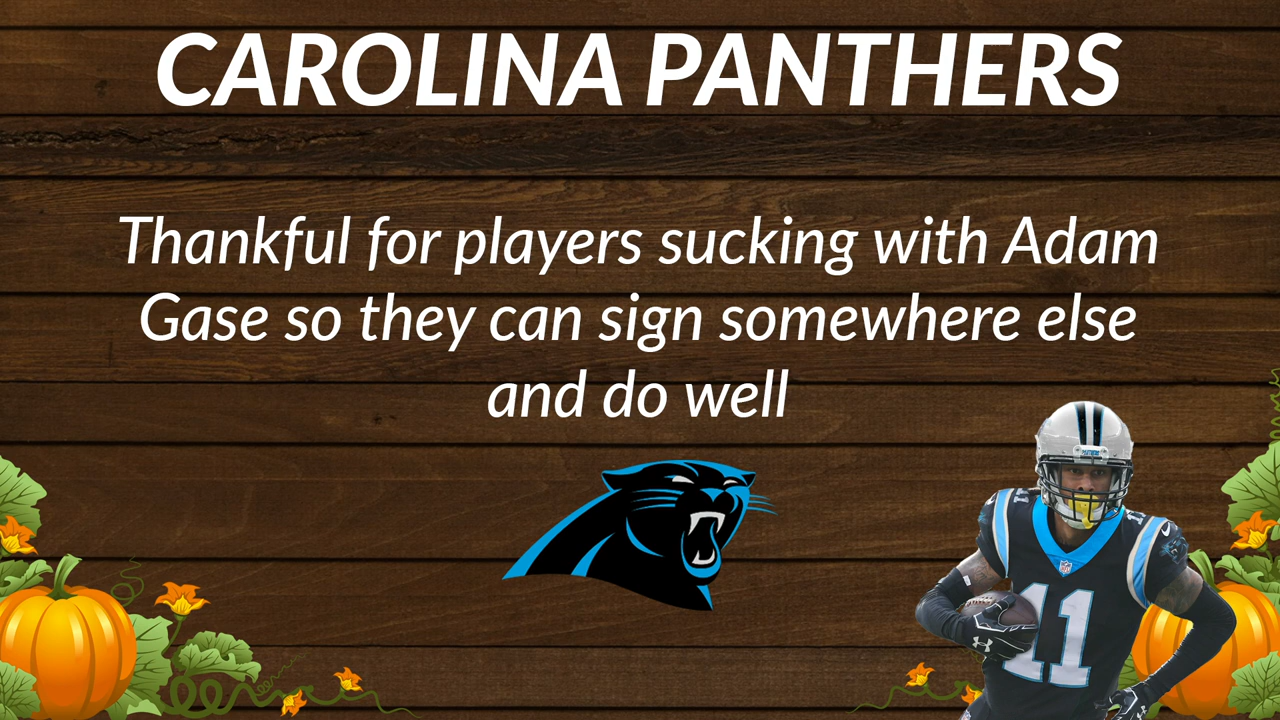 CAROLINA PANTHERS
Thankful for players sucking with Adam
Gase so they can sign somewhere else
and do well
11
11